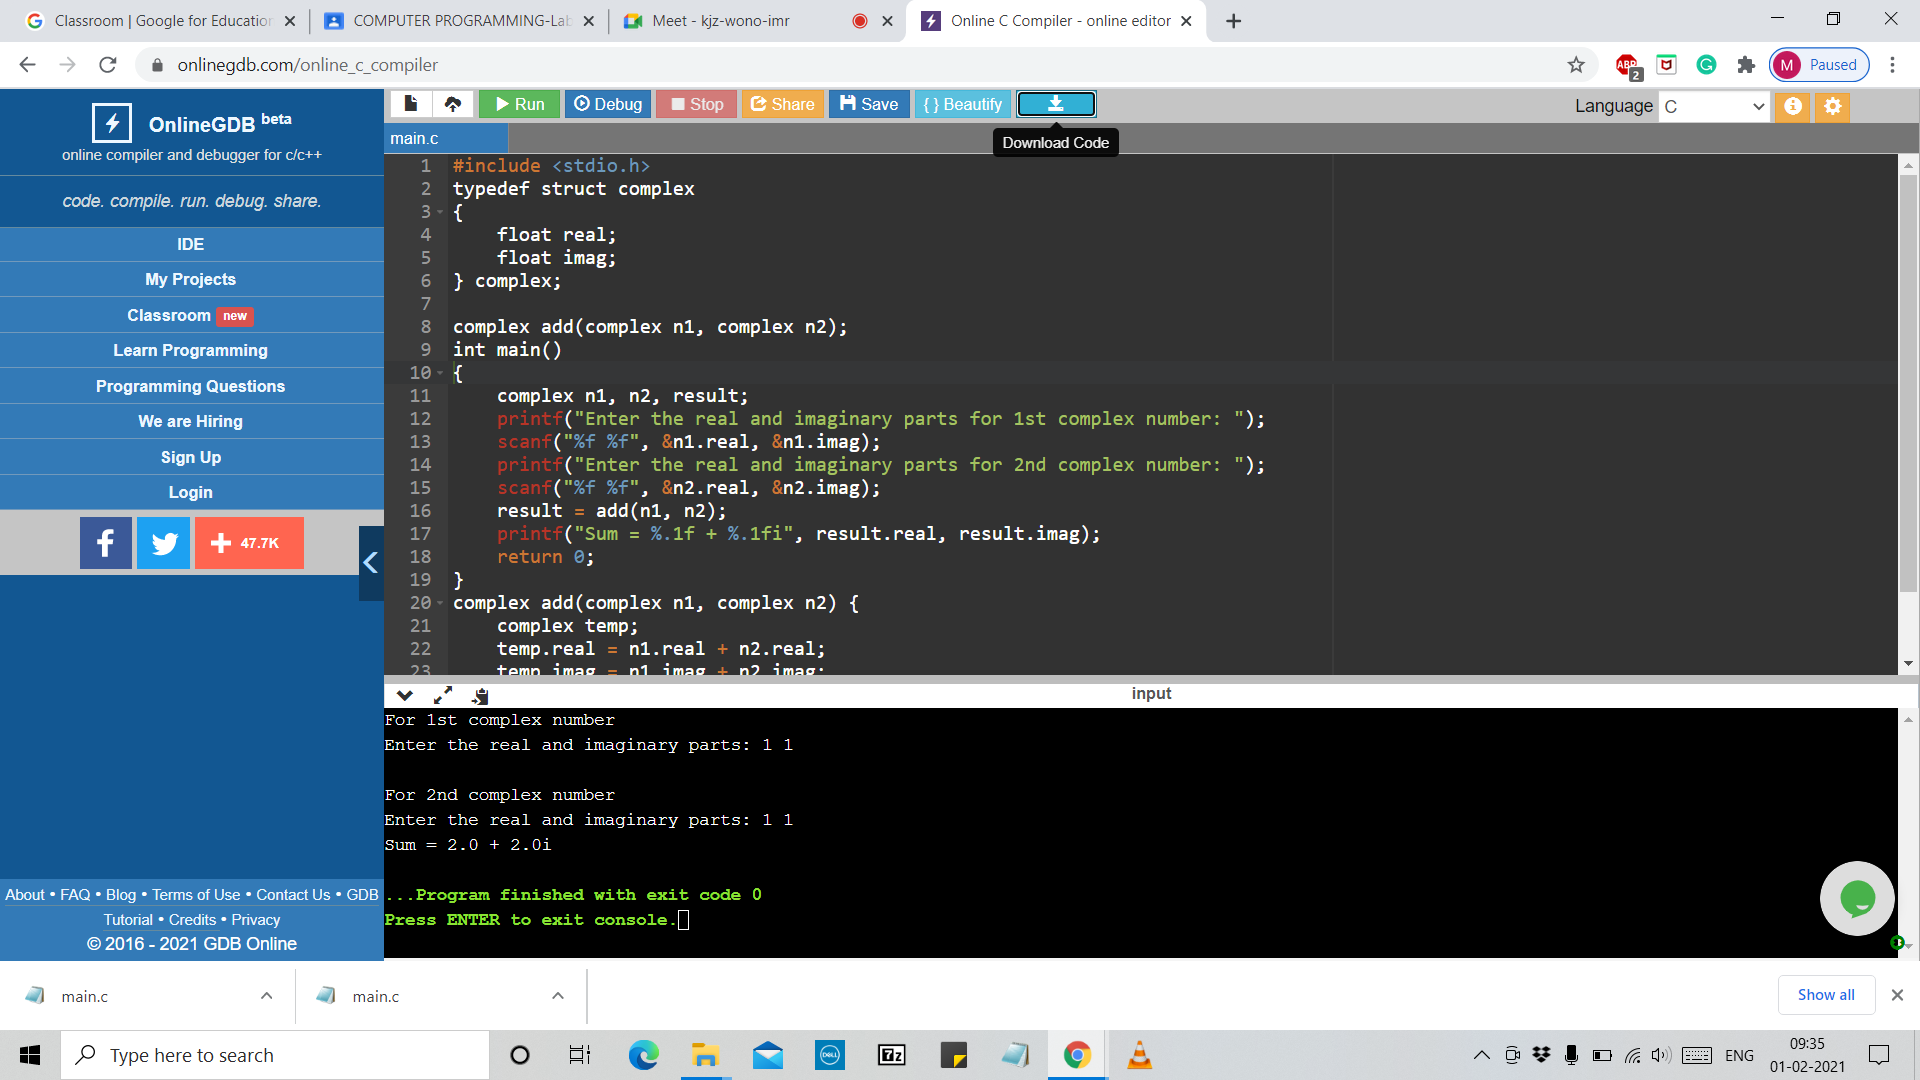 Classroom | Google for Education
COMPUTER PROGRAMMING-Lab
Meet - kjz-wono-imr
Online C Compiler - online editor
onlinegdb.com/online_c_compiler
ABP
2
G
M Paused
OnlineGDB beta
online compiler and debugger for c/c++
code. compile. run. debug. share.
IDE
My Projects
Classroom new
Learn Programming
Programming Questions
We are Hiring
Sign Up
Login
47.7K
About • FAQ • Blog • Terms of Use • Contact Us • GDB
Tutorial • Credits • Privacy
© 2016 - 2021 GDB Online
Run Debug Stop Share Save { } Beautify
Language C
Download Code
main.c
1 #include <stdio.h>
2 typedef struct complex
3 {
4 float real;
5 float imag;
6 } complex;
7
8 complex add(complex n1, complex n2);
9 int main()
10 {
11 complex n1, n2, result;
12 printf("Enter the real and imaginary parts for 1st complex number: ");
13 scanf("%f %f", &n1.real, &n1.imag);
14 printf("Enter the real and imaginary parts for 2nd complex number: ");
15 scanf("%f %f", &n2.real, &n2.imag);
16 result = add(n1, n2);
17 printf("Sum = %.1f + %.1fi", result.real, result.imag);
18 return 0;
19 }
20 complex add(complex n1, complex n2) {
21 complex temp;
22 temp.real = n1.real + n2.real;
23 temp.imag = n1.imag + n2.imag;
input
For 1st complex number
Enter the real and imaginary parts: 1 1
For 2nd complex number
Enter the real and imaginary parts: 1 1
Sum = 2.0 + 2.0i
...Program finished with exit code 0
Press ENTER to exit console.
main.c
main.c
Show all
Type here to search
DELL
7z
ENG
09:35
01-02-2021